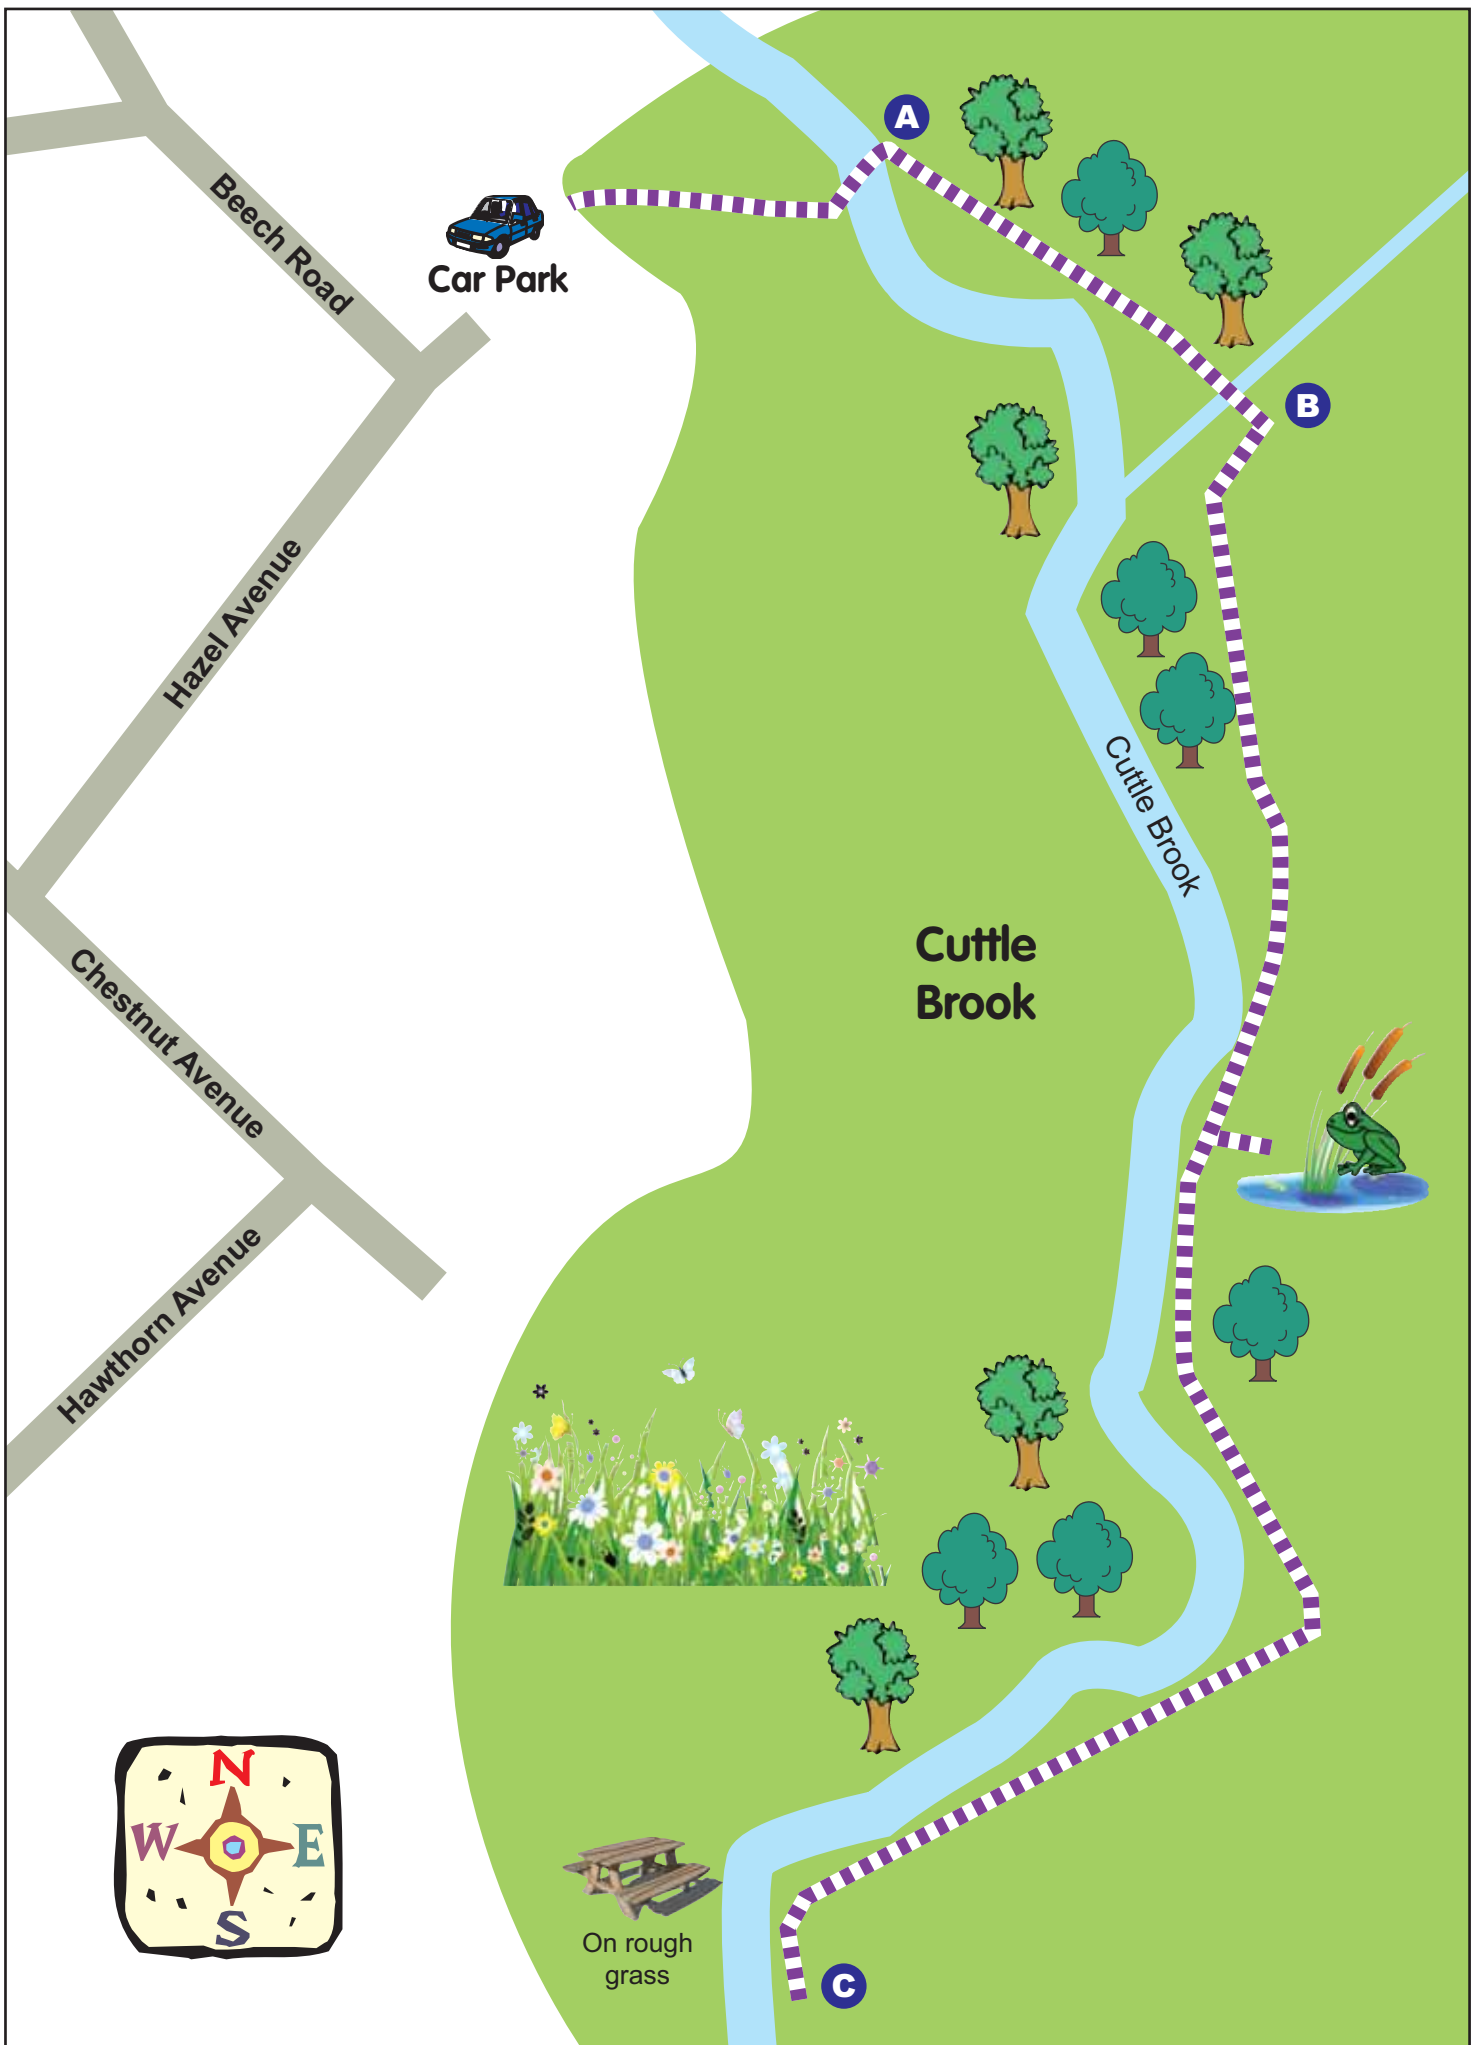 A
Beech Road
Car Park
B
Hazel Avenue
Cuttle Brook
Cuttle
Brook
Chestnut Avenue
Hawthorn Avenue
N
W
E
S
On rough
grass
C